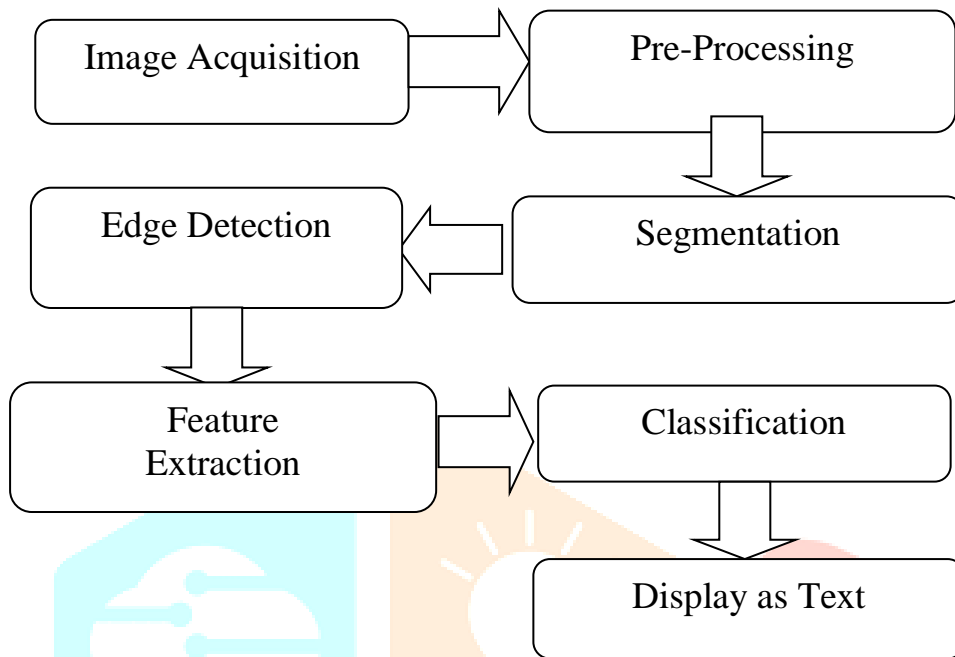 Image Acquisition
Pre-Processing
Segmentation
Edge Detection
Feature
Extraction
Classification
Display as Text